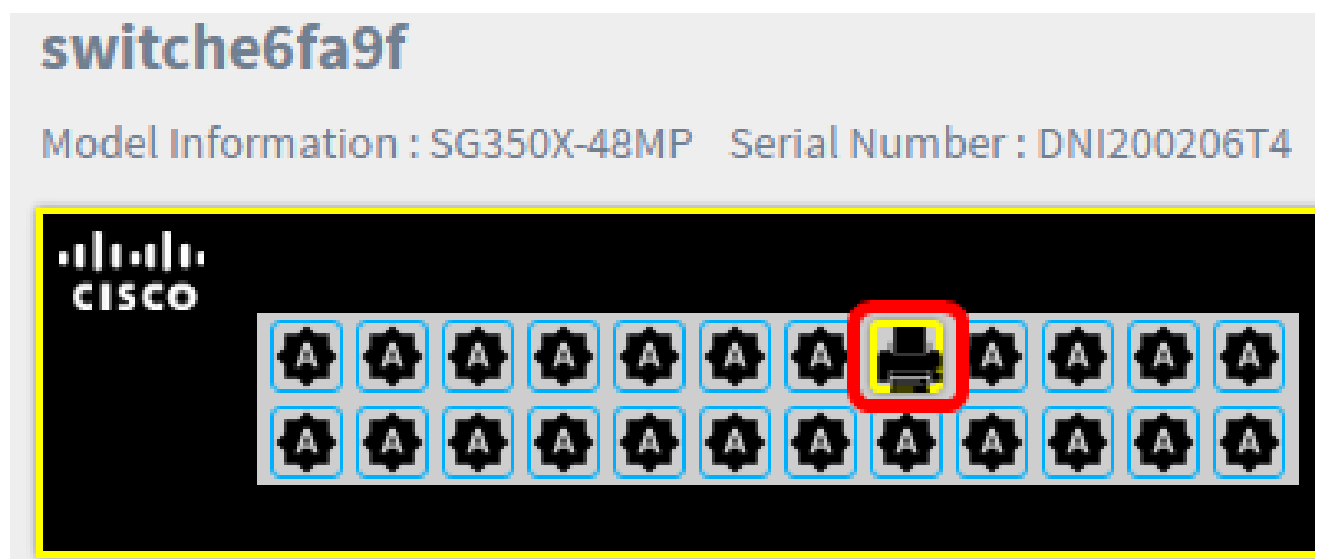 switche6fa9f
Model Information : SG350X-48MP Serial Number : DNI200206T4
CISCO
A A A A A A A A A A A
A A A A A A A A A A A A